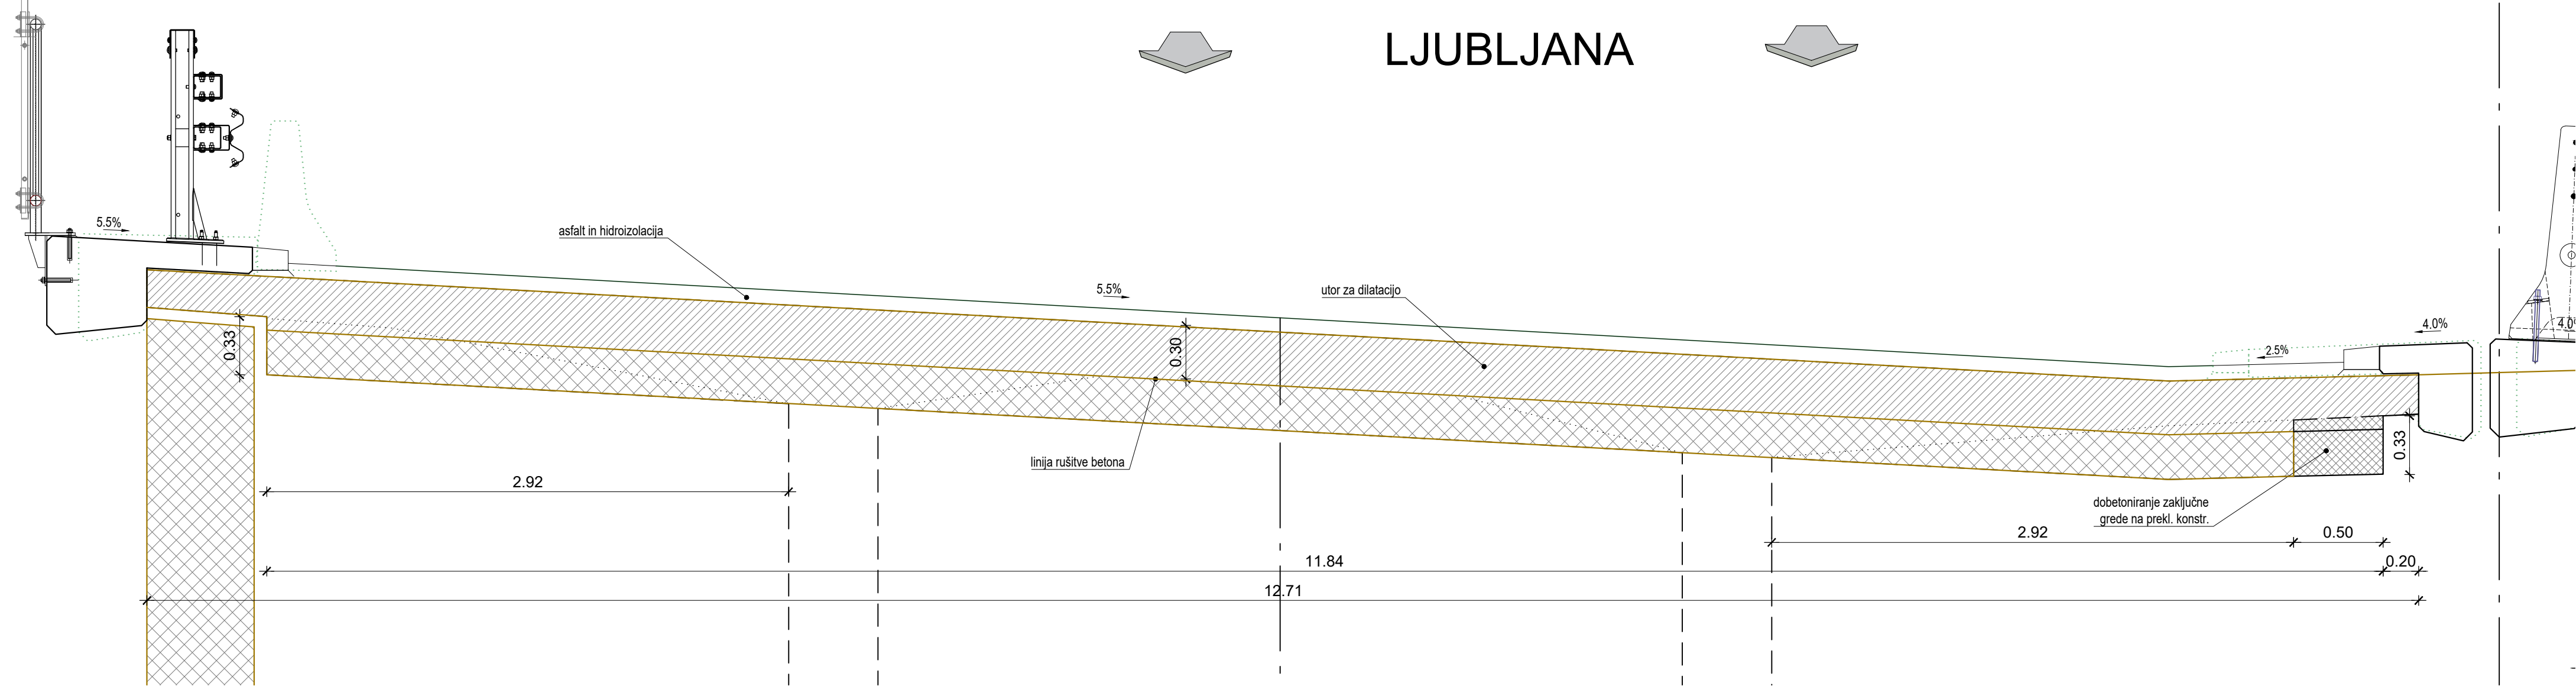 LJUBLJANA
5.5%
asfalt in hidroizolacija
5.5%
utor za dilatacijo
4.0%
2.5%
0.33
0.30
0.33
linija rušitve betona
2.92
dobetoniranje zaključne
grede na prekl. konstr.
2.92
0.50
11.84
0.20
12.71